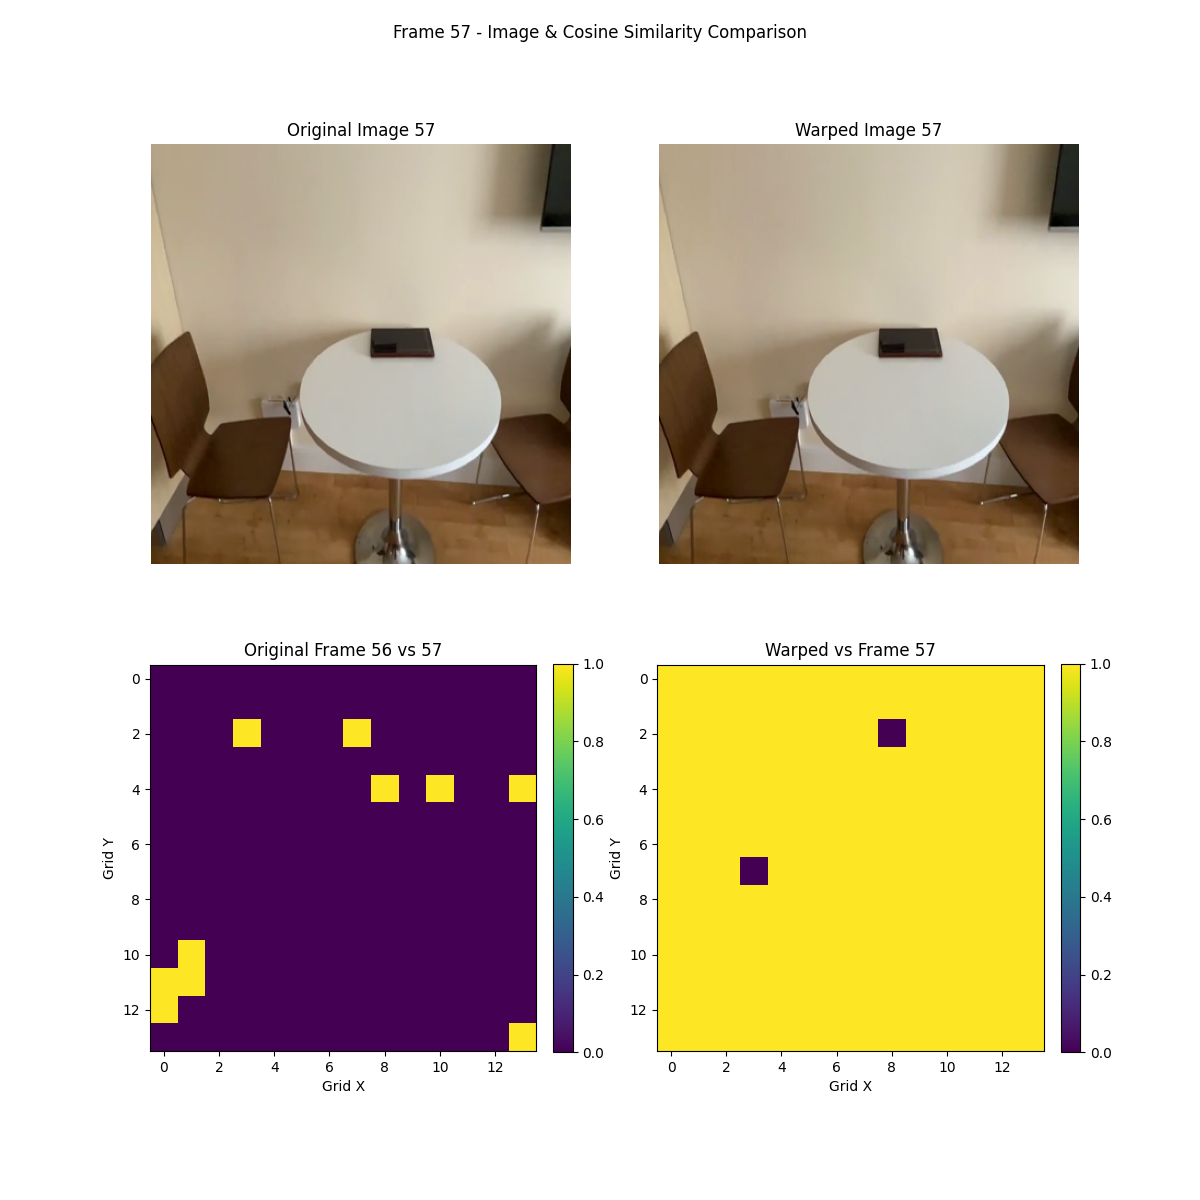 Frame 57 - Image & Cosine Similarity Comparison
Original Image 57
Warped Image 57
Original Frame 56 vs 57
Warped vs Frame 57
0
2
4
6
8
10
12
Grid Y
0 2 4 6 8 10 12
Grid X
1.0
0.8
0.6
0.4
0.2
0.0
0
2
4
6
8
10
12
Grid Y
0 2 4 6 8 10 12
Grid X
1.0
0.8
0.6
0.4
0.2
0.0